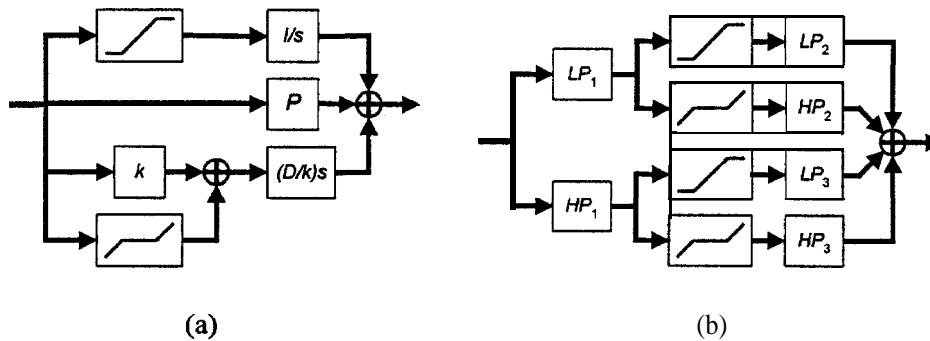 I/s
P
k
(D/k)s
(a)
LP₁
HP₁
LP₂
HP₂
LP₃
HP₃
(b)